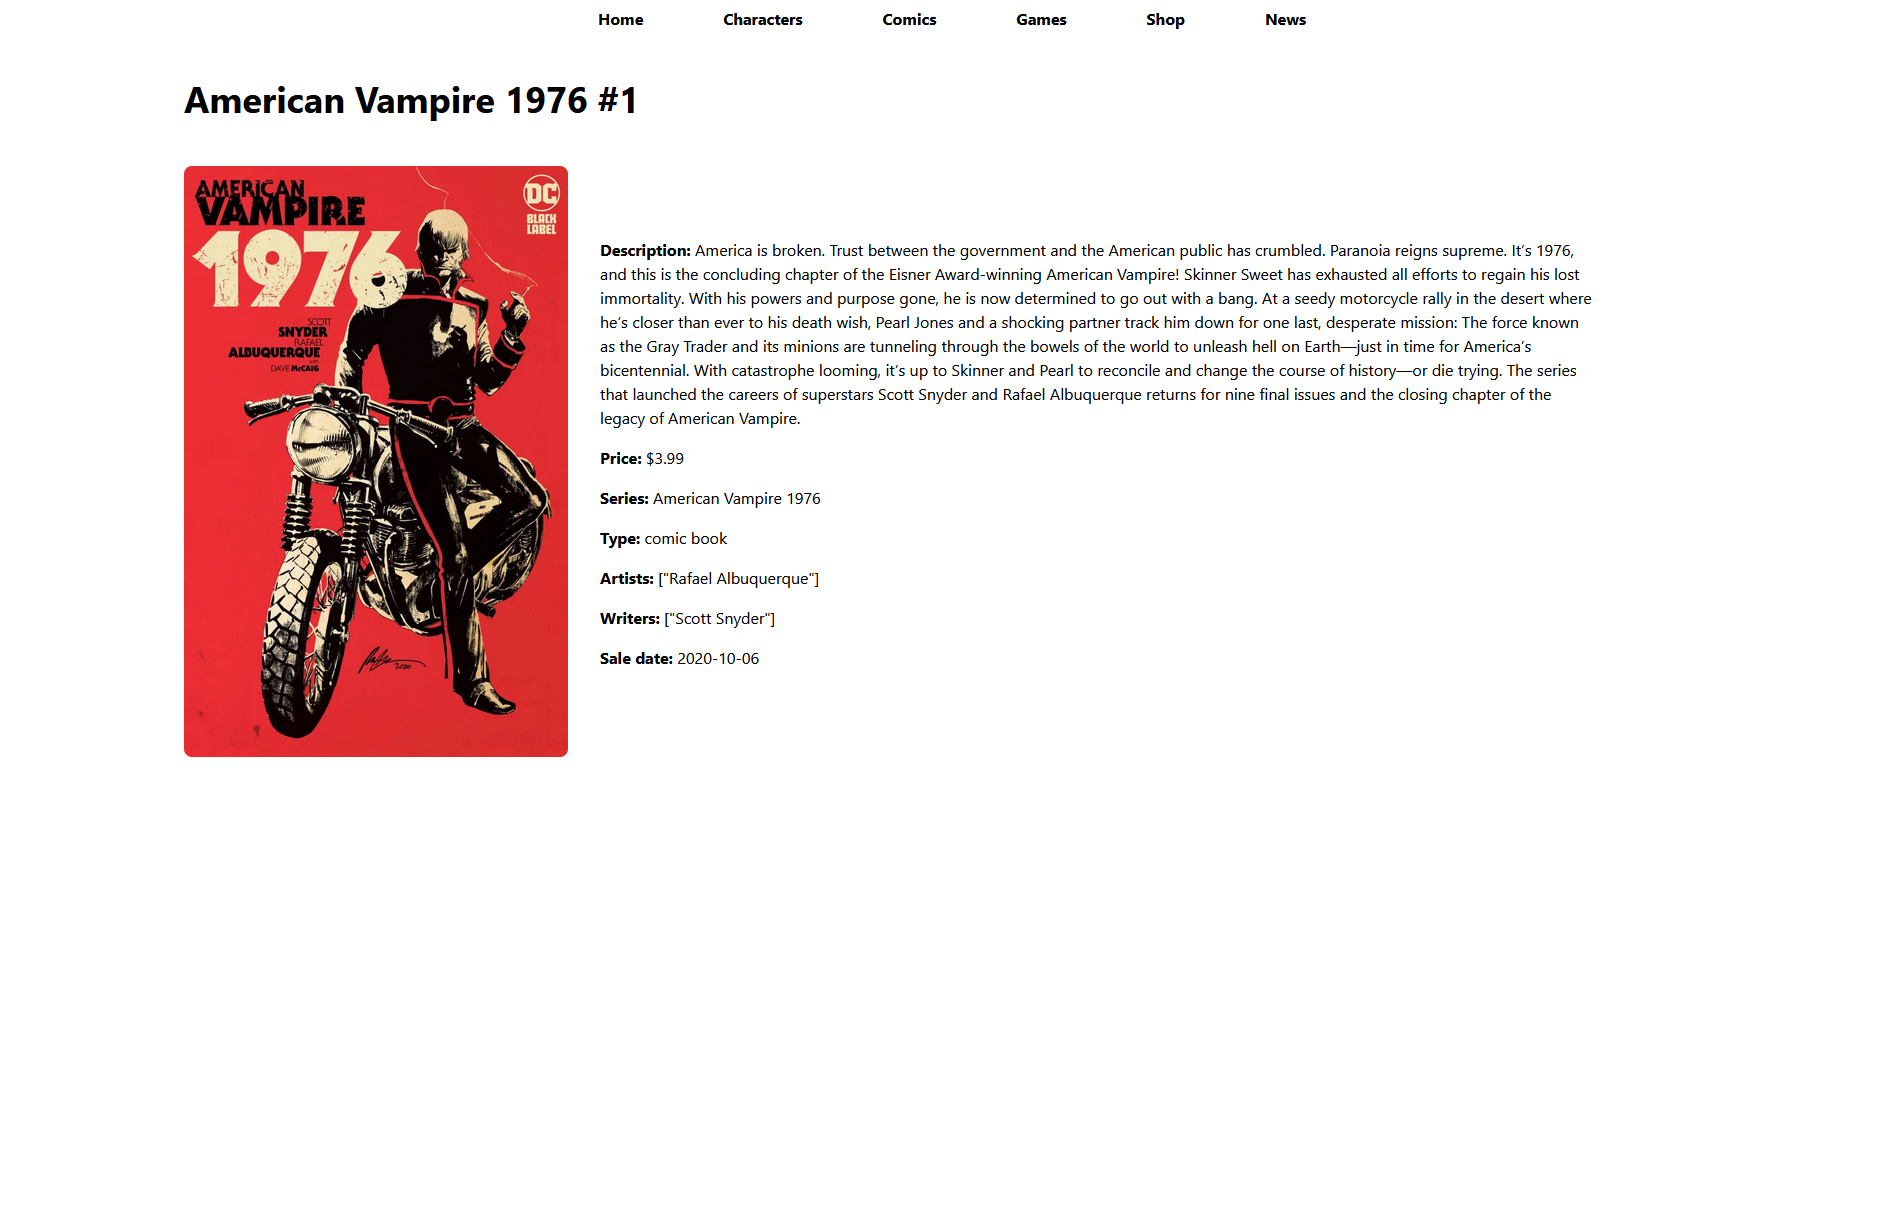 Home Characters Comics Games Shop News
American Vampire 1976 #1
AMERICAN
VAMPIRE
1976
DC
BLACK
LABEL
SCOTT
SNYDER
RAFAEL
ALBUQUERQUE
with
DAVE McCAIG
2020
Description: America is broken. Trust between the government and the American public has crumbled. Paranoia reigns supreme. It’s 1976,
and this is the concluding chapter of the Eisner Award-winning American Vampire! Skinner Sweet has exhausted all efforts to regain his lost
immortality. With his powers and purpose gone, he is now determined to go out with a bang. At a seedy motorcycle rally in the desert where
he’s closer than ever to his death wish, Pearl Jones and a shocking partner track him down for one last, desperate mission: The force known
as the Gray Trader and its minions are tunneling through the bowels of the world to unleash hell on Earth—just in time for America’s
bicentennial. With catastrophe looming, it’s up to Skinner and Pearl to reconcile and change the course of history—or die trying. The series
that launched the careers of superstars Scott Snyder and Rafael Albuquerque returns for nine final issues and the closing chapter of the
legacy of American Vampire.
Price: $3.99
Series: American Vampire 1976
Type: comic book
Artists: ["Rafael Albuquerque"]
Writers: ["Scott Snyder"]
Sale date: 2020-10-06